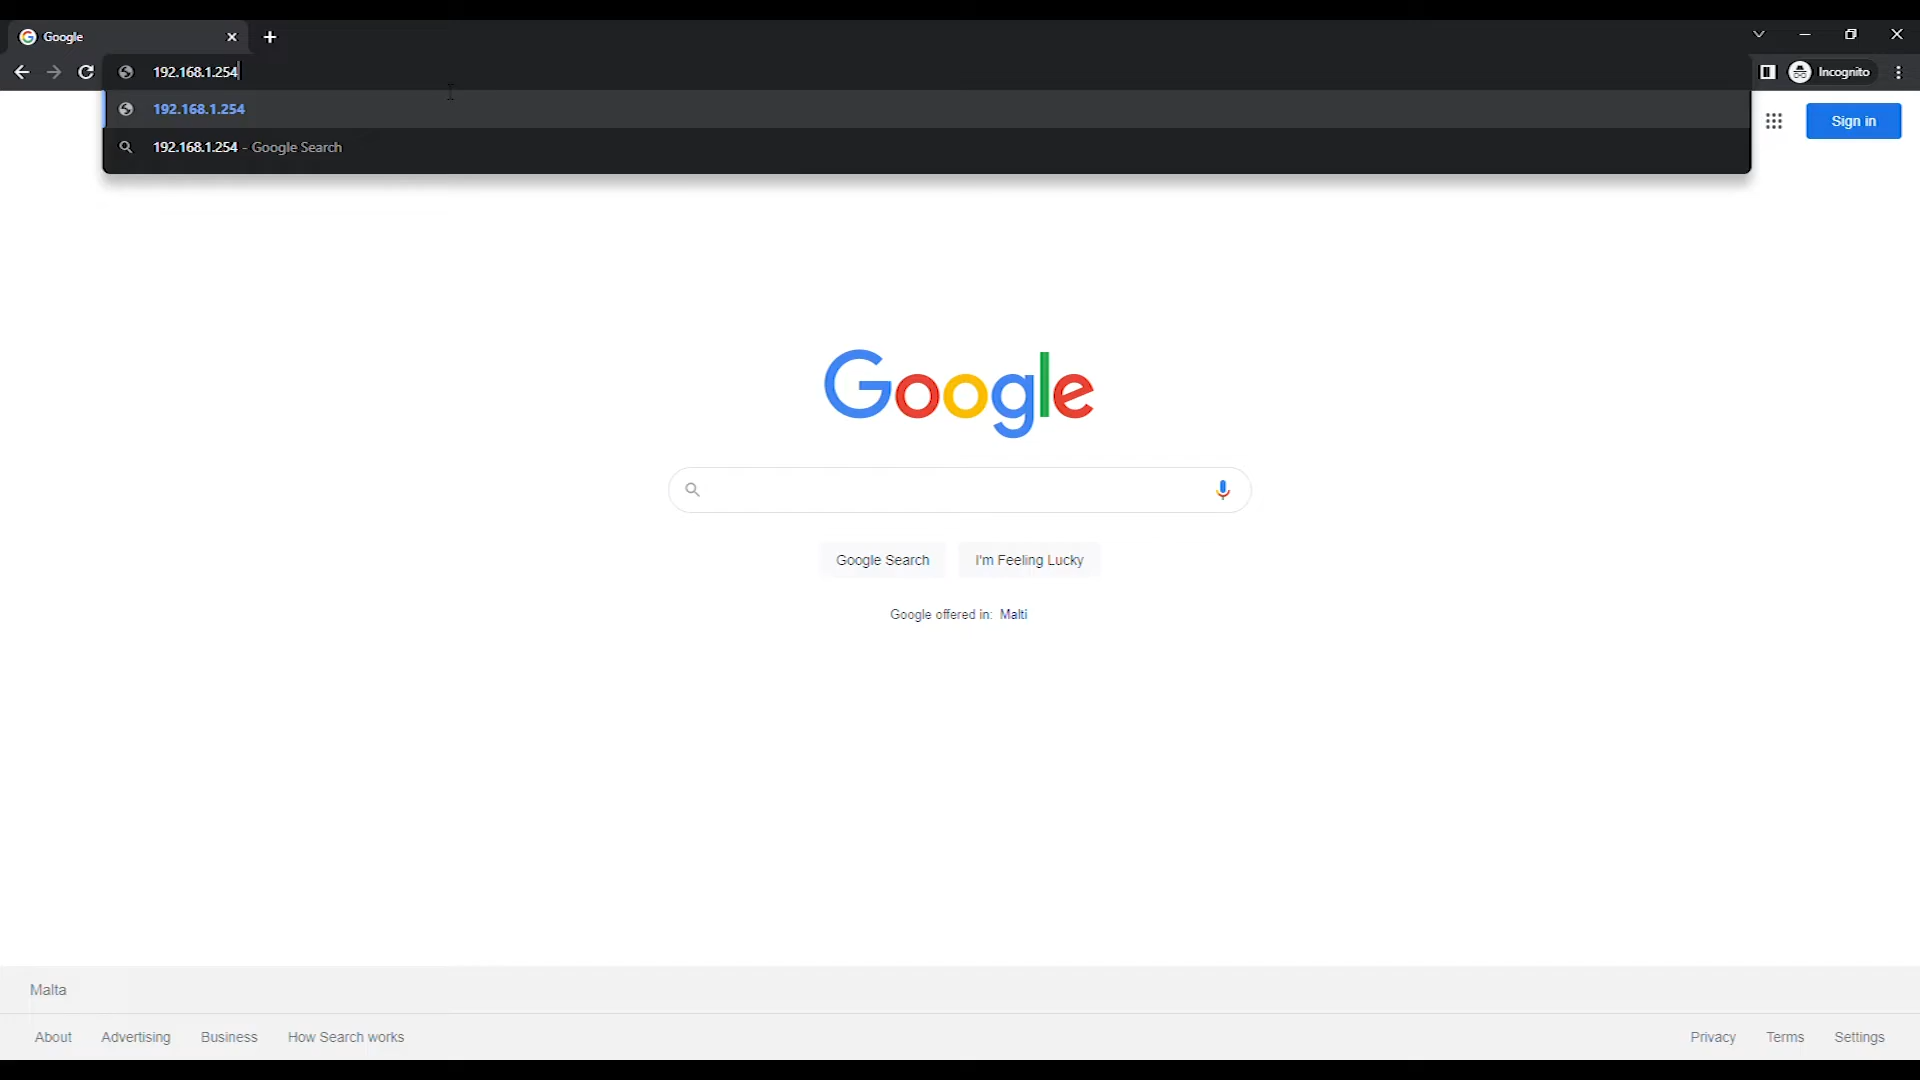 Google
192.168.1.254
Incognito
192.168.1.254
192.168.1.254 - Google Search
Sign in
Google
Google Search
I'm Feeling Lucky
Google offered in: Malti
Malta
About
Advertising
Business
How Search works
Privacy
Terms
Settings